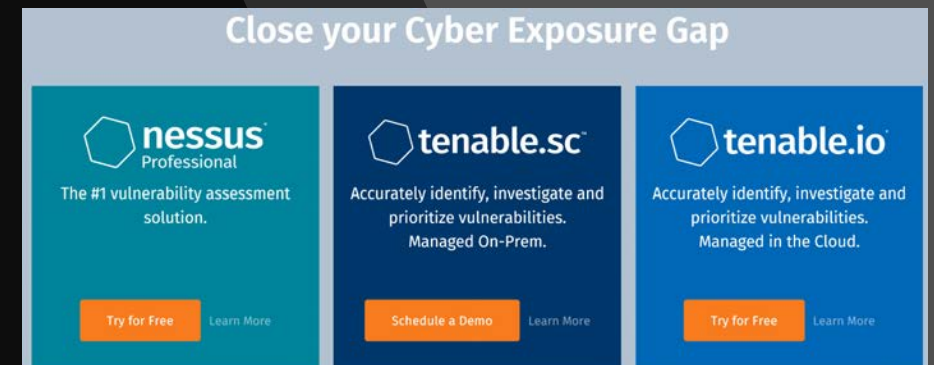 Close your Cyber Exposure Gap
nessus
Professional
The #1 vulnerability assessment
solution.
Try for Free
Learn More
tenable.sc
Accurately identify, investigate and
prioritize vulnerabilities.
Managed On-Prem.
Schedule a Demo
Learn More
tenable.io
Accurately identify, investigate and
prioritize vulnerabilities.
Managed in the Cloud.
Try for Free
Learn More